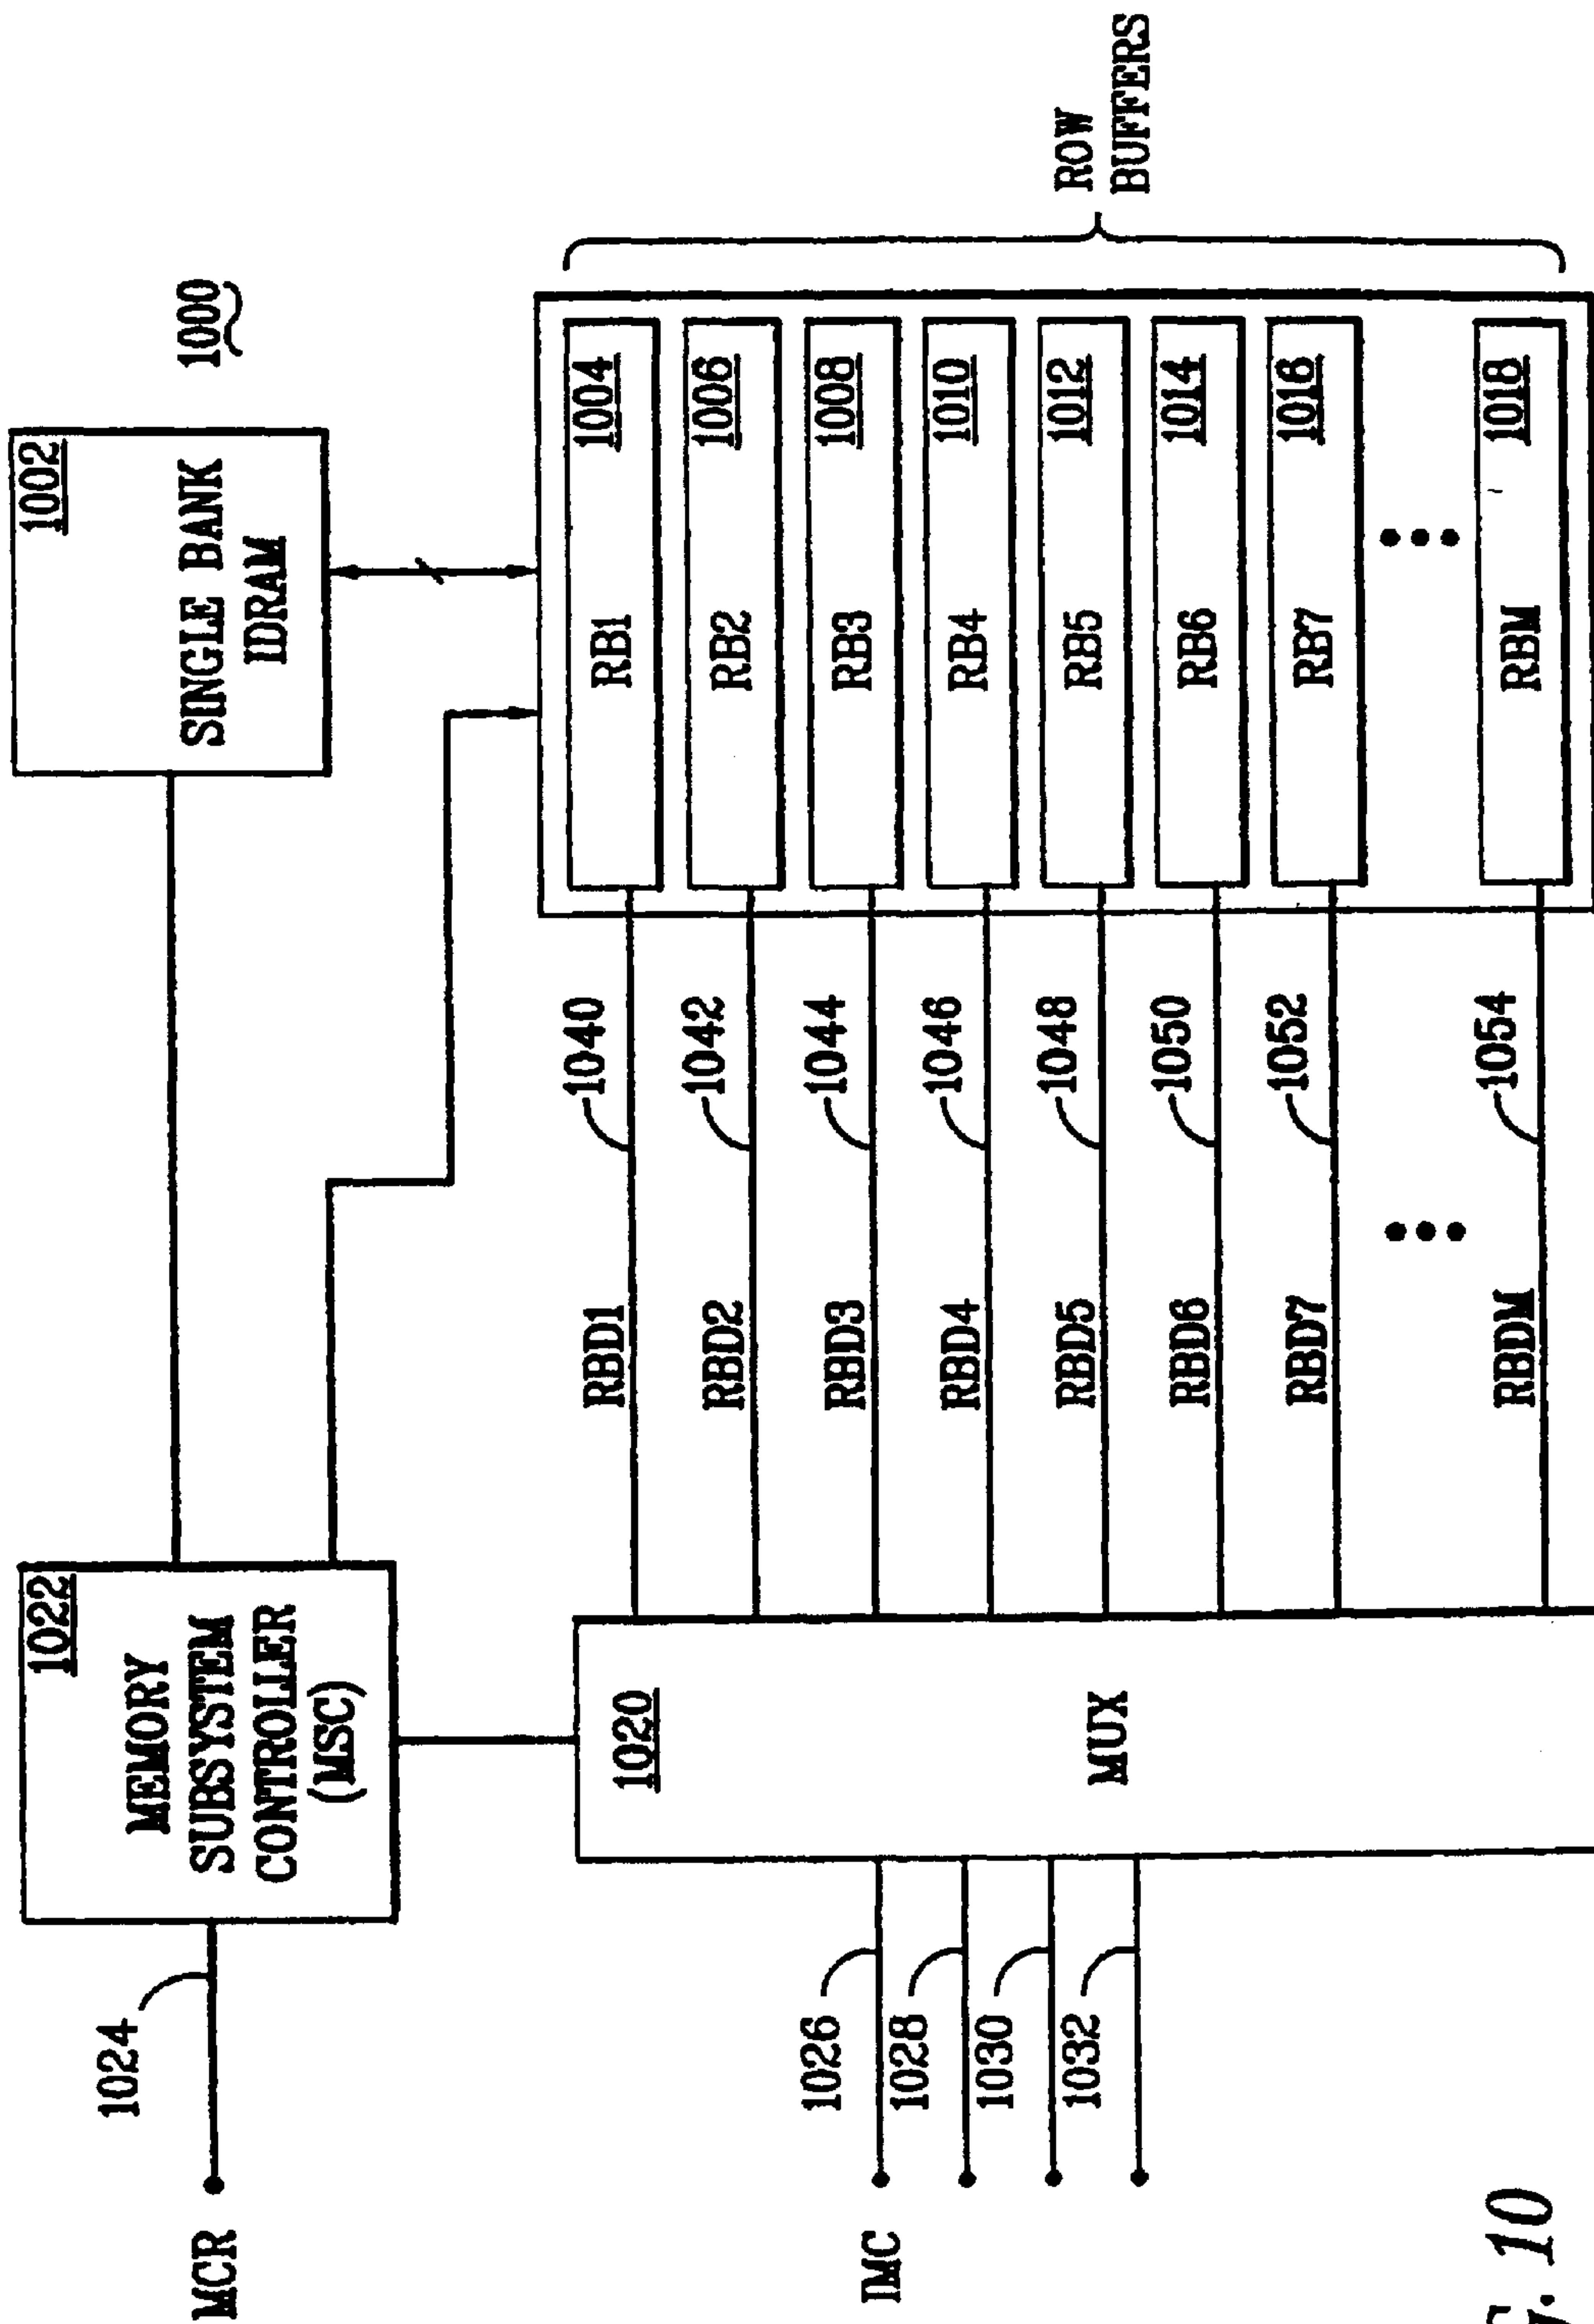 1000
1022
MEMORY
SUBSYSTEM
CONTROLLER
(MSC)
1002
SINGLE BANK
IDRAM
MCR
1024
1020
MUX
IMC
1026
1028
1030
1032
RBD1
1040
RB1
1004
RBD2
1042
RB2
1006
RBD3
1044
RB3
1008
RBD4
1046
RB4
1010
RBD5
1048
RB5
1012
RBD6
1050
RB6
1014
RBD7
1052
RB7
1016
RBDM
1054
RBM
1018
ROW
BUFFERS
10